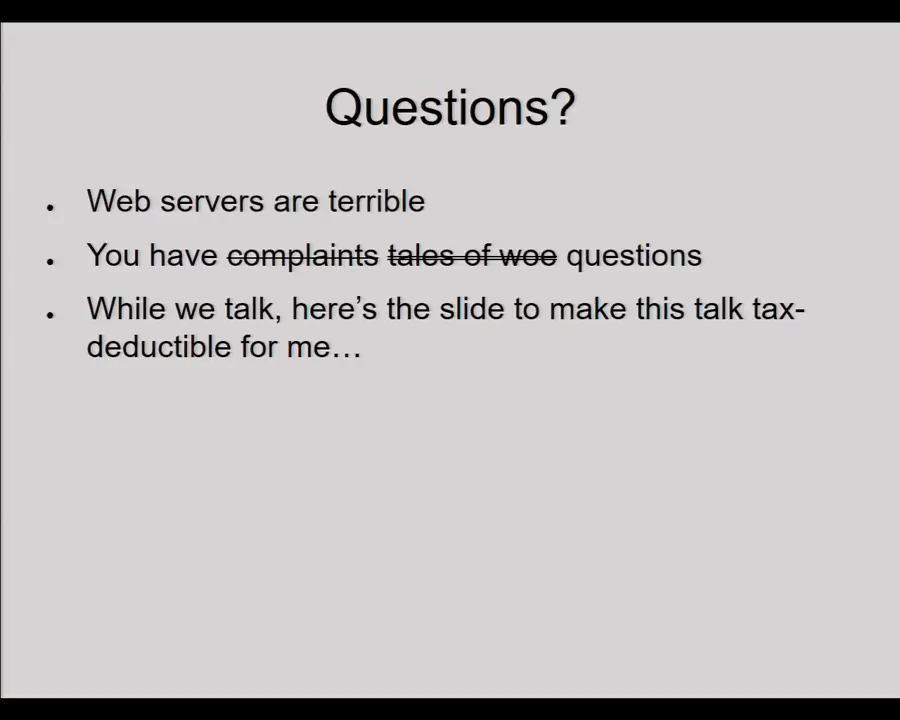 Questions?
• Web servers are terrible
• You have complaints tales of woe questions
• While we talk, here’s the slide to make this talk tax-
deductible for me…